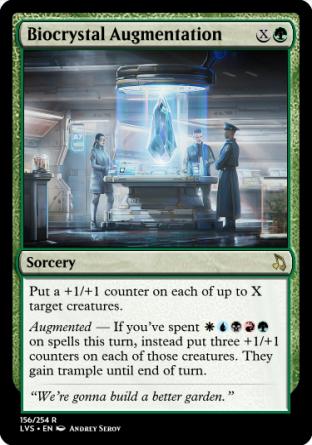 Biocrystal Augmentation X
Sorcery
Put a +1/+1 counter on each of up to X
target creatures.
Augmented — If you've spent
on spells this turn, instead put three +1/+1
counters on each of those creatures. They
gain trample until end of turn.
"We're gonna build a better garden."
156/254 R
LVS • EN Andrey Serov